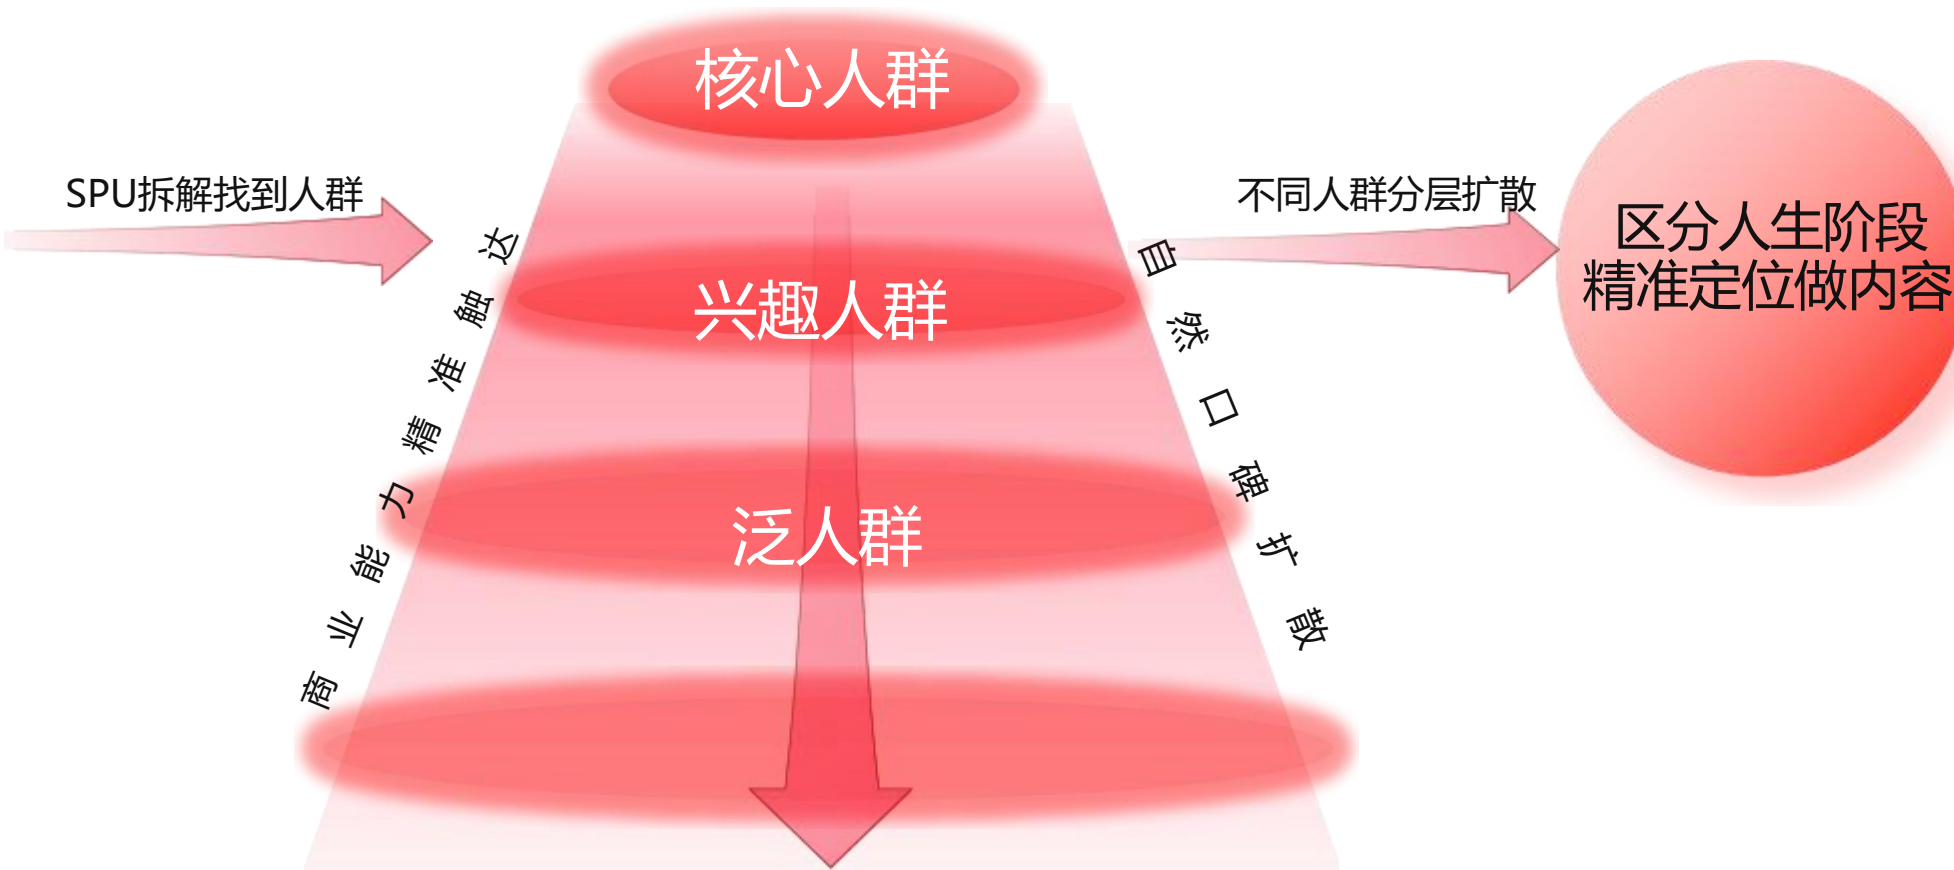 核心人群
SPU拆解找到人群
不同人群分层扩散
区分人生阶段
精准定位做内容
商业能力精准触达
自然口碑扩散
兴趣人群
泛人群